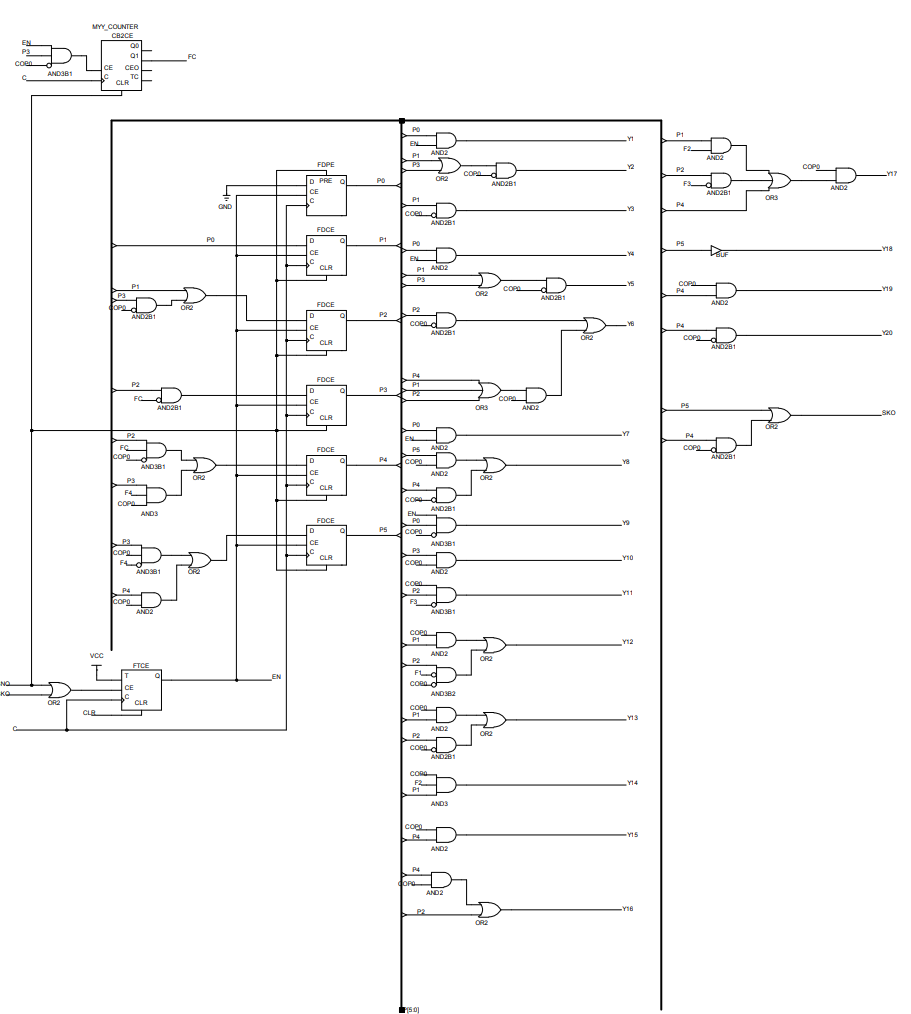 MYY_COUNTER
CB2CE
EN
P3
COP0
AND3B1
C
CE
C
CLR
Q0
Q1
CEO
TC
FC
FDPE
D PRE Q
CE
C
P0
GND
P0
FDCE
D Q
CE
C
CLR
P1
P1
P3
COP0
AND2B1
OR2
FDCE
D Q
CE
C
CLR
P2
P2
FC
AND2B1
FDCE
D Q
CE
C
CLR
P3
P2
FC
COP0
AND3B1
OR2
P3
F4
COP0
AND3
FDCE
D Q
CE
C
CLR
P4
P3
COP0
F4
AND3B1
OR2
P4
COP0
AND2
FDCE
D Q
CE
C
CLR
P5
VCC
FTCE
T Q
CE
C
CLR
EN
OR2
CLR
C
P0
EN
AND2
Y1
P1
P3
OR2
COP0
AND2B1
Y2
P1
COP0
AND2B1
Y3
P0
EN
AND2
Y4
P1
P3
OR2
COP0
AND2B1
Y5
P2
COP0
AND2B1
OR2
Y6
P4
P1
P2
OR3
COP0
AND2
P0
EN
AND2
Y7
P5
COP0
AND2
OR2
Y8
P4
COP0
AND2B1
EN
P0
COP0
AND3B1
Y9
P3
COP0
AND2
Y10
COP0
P2
F3
AND3B1
Y11
COP0
P1
AND2
OR2
Y12
P2
F1
COP0
AND3B2
COP0
P1
AND2
OR2
Y13
P2
COP0
AND2B1
COP0
F2
P1
AND3
Y14
COP0
P4
AND2
Y15
P4
COP0
AND2
P2
OR2
Y16
P[5:0]
P1
F2
AND2
P2
F3
AND2B1
P4
OR3
COP0
AND2
Y17
P5
BUF
Y18
COP0
P4
AND2
Y19
P4
COP0
AND2B1
Y20
P5
OR2
SKO
P4
COP0
AND2B1